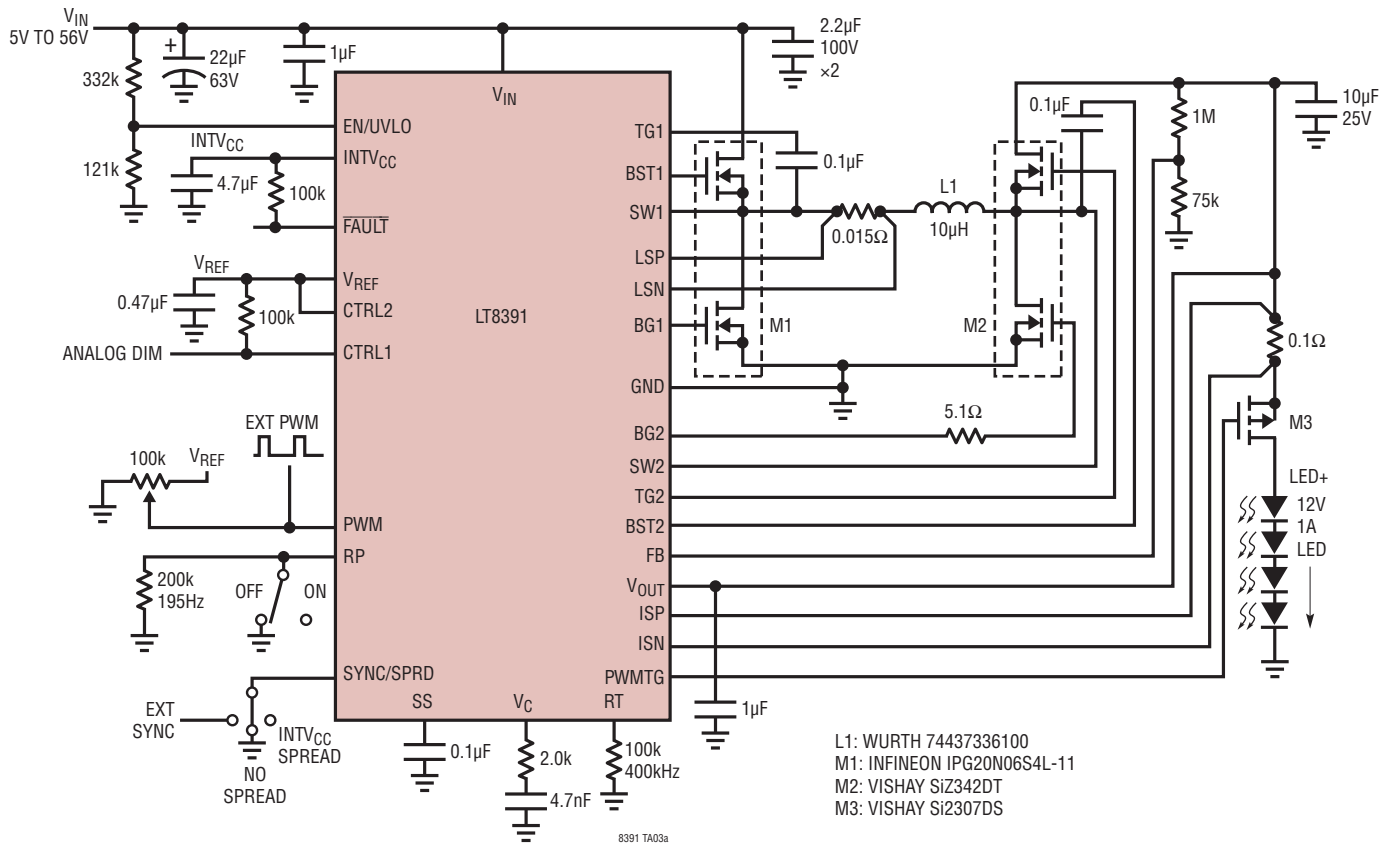 VIN
5V TO 56V
332k
22µF
63V
+
1µF
2.2µF
100V
×2
121k
INTVCC
4.7µF
100k
VREF
0.47µF
100k
ANALOG DIM
EXT PWM
100k
VREF
200k
195Hz
OFF
ON
EXT
SYNC
INTVCC
SPREAD
NO
SPREAD
VIN
EN/UVLO
INTVCC
FAULT
VREF
CTRL2
CTRL1
LT8391
PWM
RP
SYNC/SPRD
SS
VC
RT
TG1
BST1
SW1
LSP
LSN
BG1
GND
BG2
SW2
TG2
BST2
FB
VOUT
ISP
ISN
PWMTG
0.1µF
2.0k
4.7nF
100k
400kHz
1µF
0.1µF
M1
0.015Ω
L1
10µH
0.1µF
M2
5.1Ω
1M
75k
10µF
25V
0.1Ω
M3
LED+
12V
1A
LED
L1: WURTH 74437336100
M1: INFINEON IPG20N06S4L-11
M2: VISHAY SiZ342DT
M3: VISHAY Si2307DS
8391 TA03a